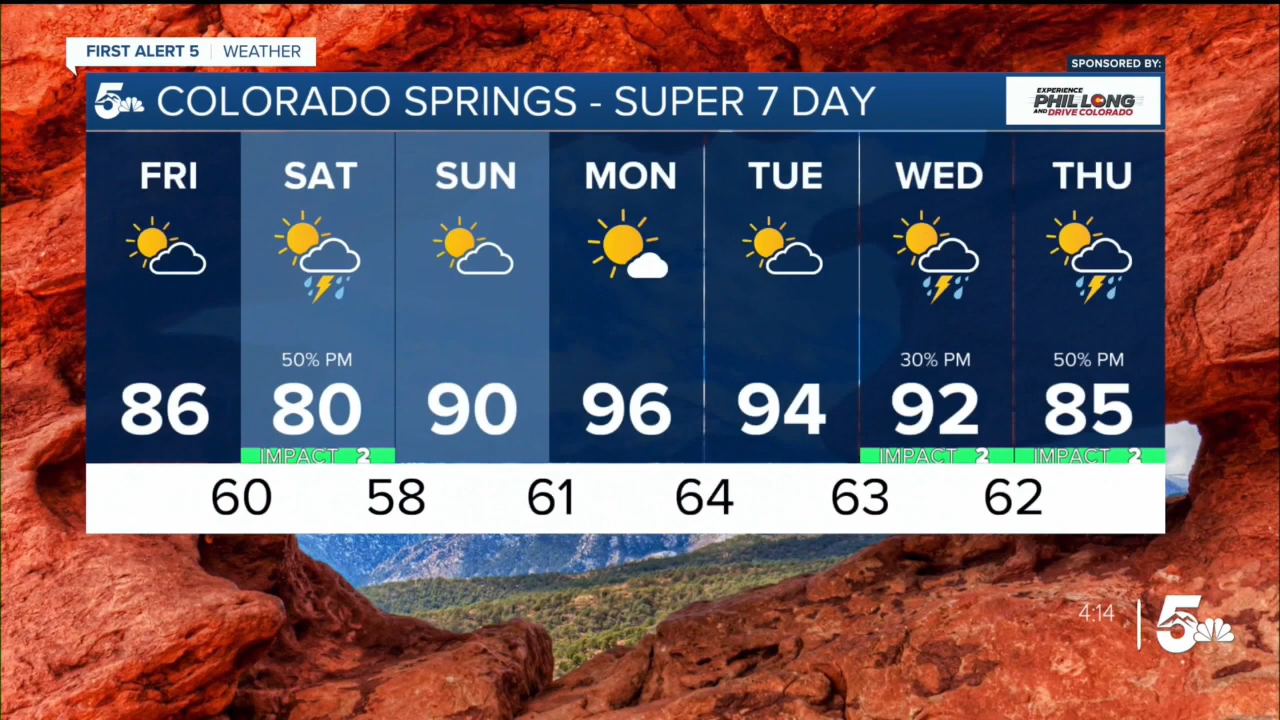 FIRST ALERT 5 | WEATHER
SPONSORED BY:
5 COLORADO SPRINGS - SUPER 7 DAY
EXPERIENCE
PHIL LONG
AND DRIVE COLORADO
FRI SAT SUN MON TUE WED THU
50% PM 30% PM 50% PM
86 80 90 96 94 92 85
IMPACT 2 IMPACT 2 IMPACT 2
60 58 61 64 63 62
4:14 5